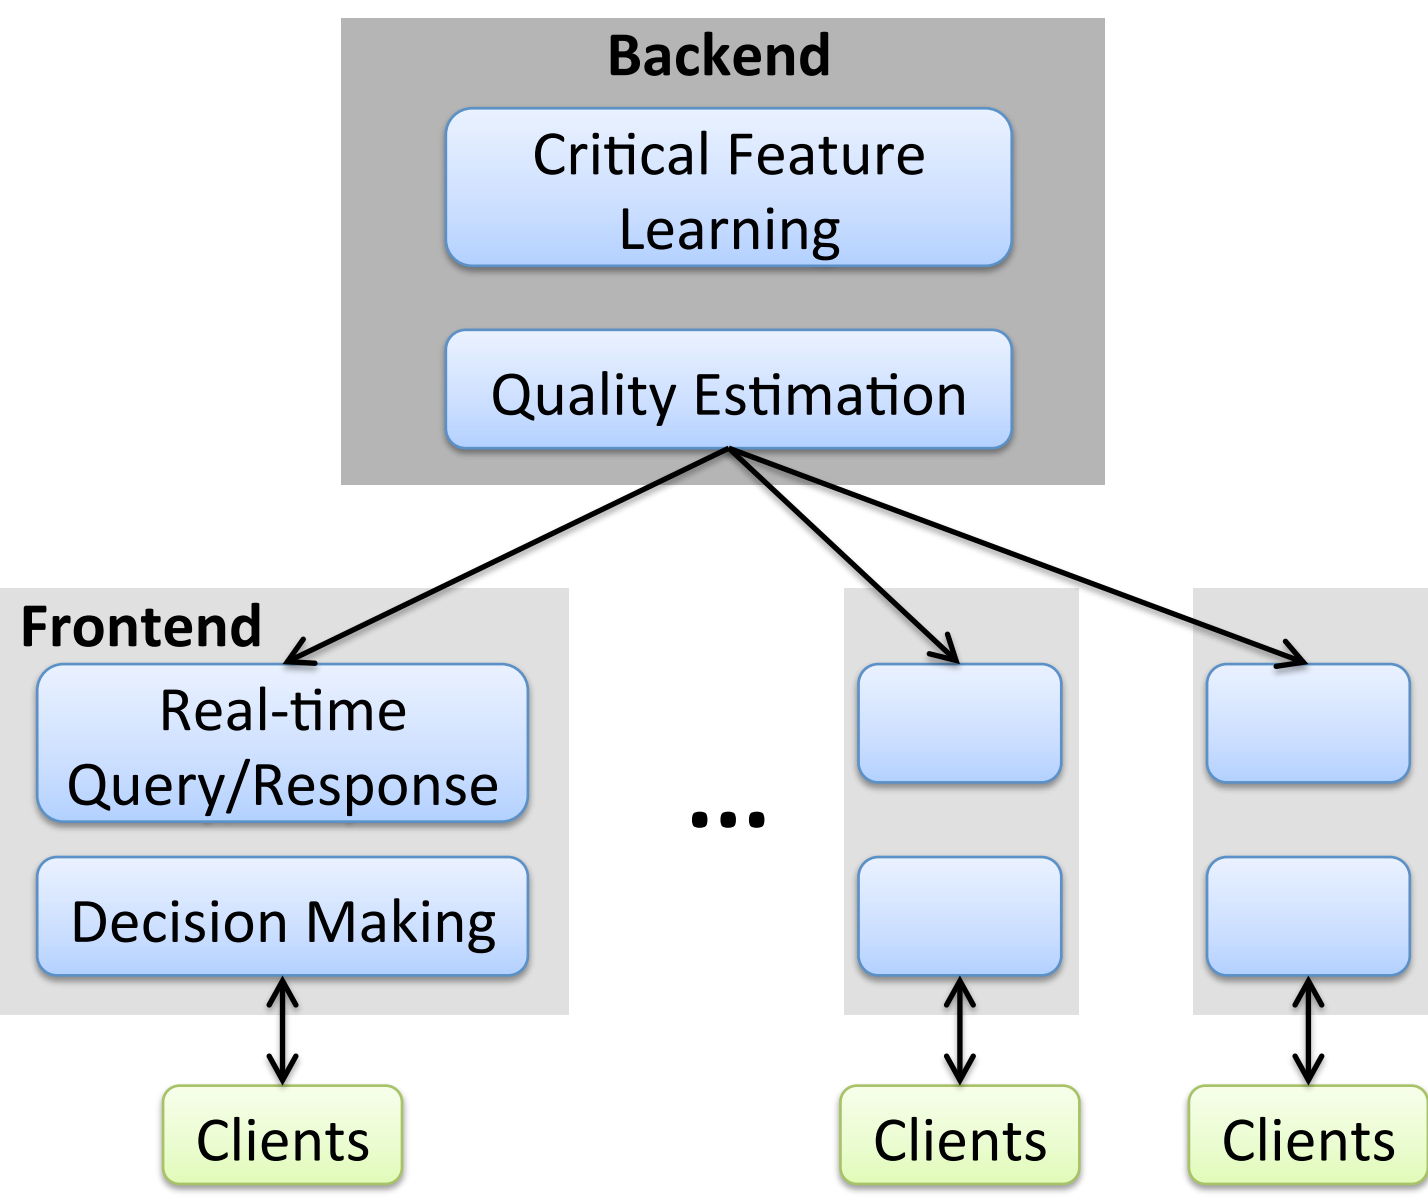 Backend
Critical Feature
Learning
Quality Estimation
Frontend
Real-time
Query/Response
Decision Making
...
Clients
Clients
Clients